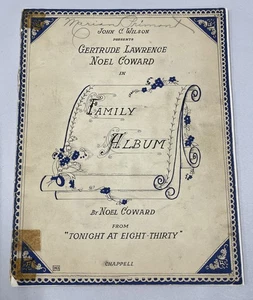 JOHN C. WILSON
PRESENTS
GERTRUDE LAWRENCE
NOEL COWARD
IN
FAMILY
ALBUM
BY NOEL COWARD
FROM
"TONIGHT AT EIGHT-THIRTY"
CHAPPELL